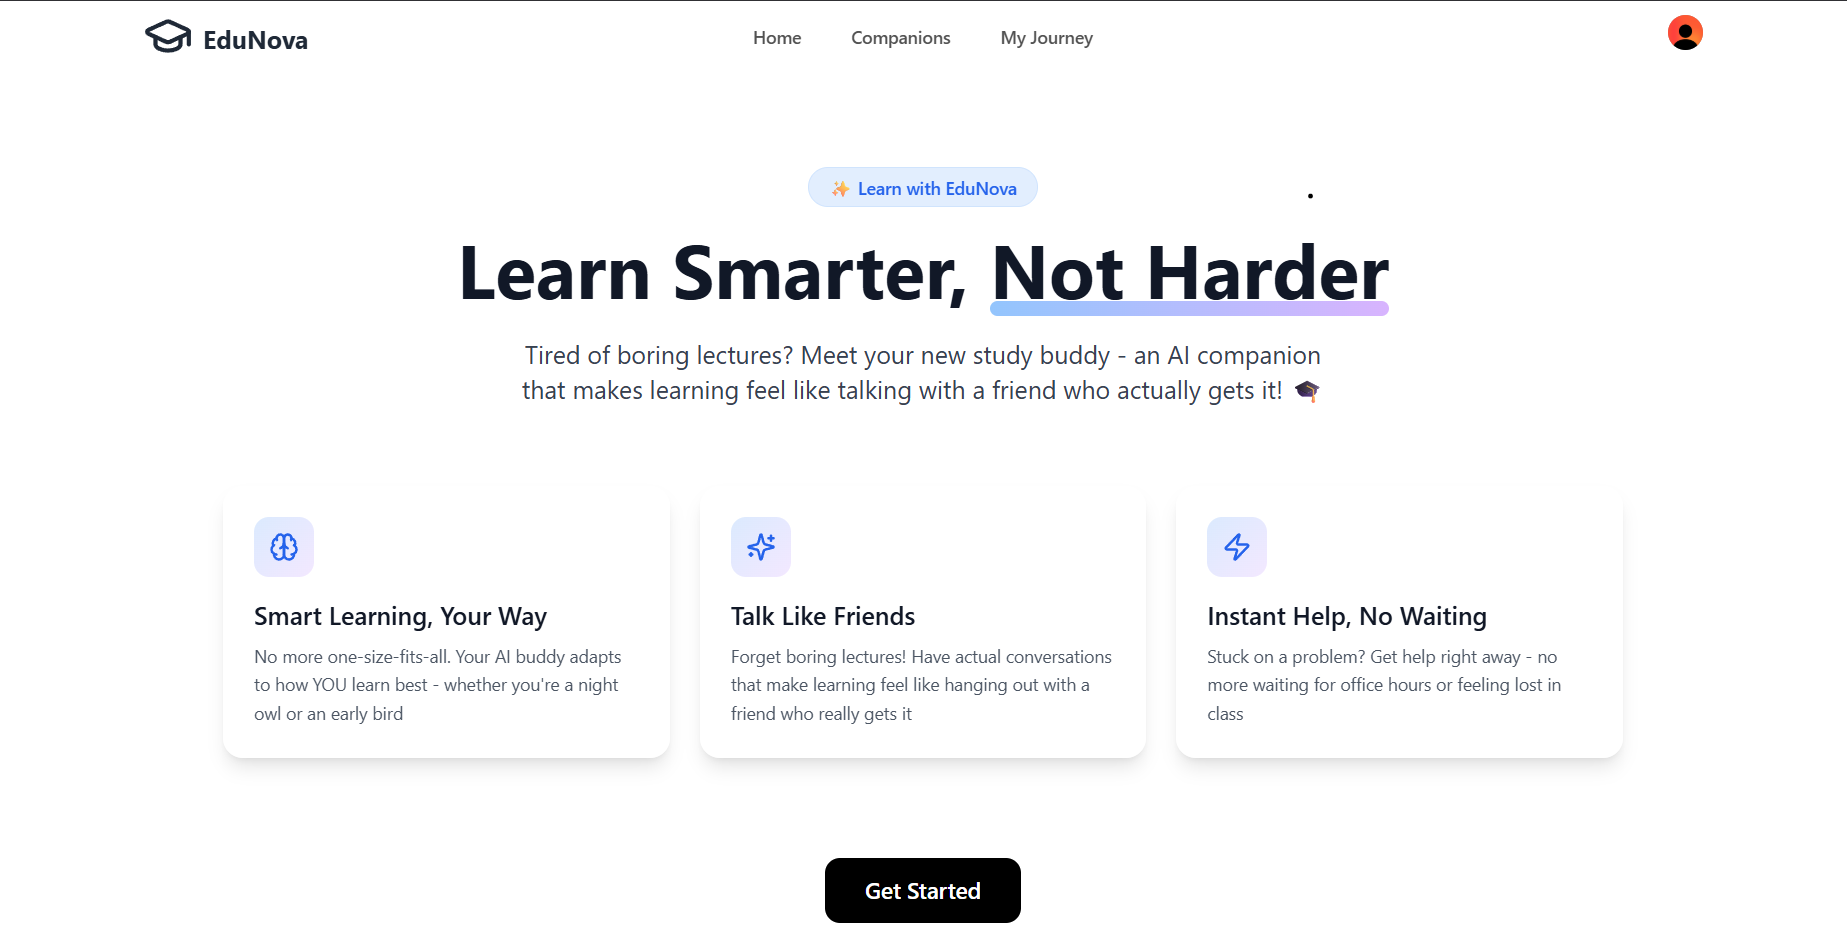 EduNova
Home
Companions
My Journey
✨ Learn with EduNova
Learn Smarter, Not Harder
Tired of boring lectures? Meet your new study buddy - an AI companion
that makes learning feel like talking with a friend who actually gets it! 🎓
Smart Learning, Your Way
No more one-size-fits-all. Your AI buddy adapts
to how YOU learn best - whether you're a night
owl or an early bird
Talk Like Friends
Forget boring lectures! Have actual conversations
that make learning feel like hanging out with a
friend who really gets it
Instant Help, No Waiting
Stuck on a problem? Get help right away - no
more waiting for office hours or feeling lost in
class
Get Started